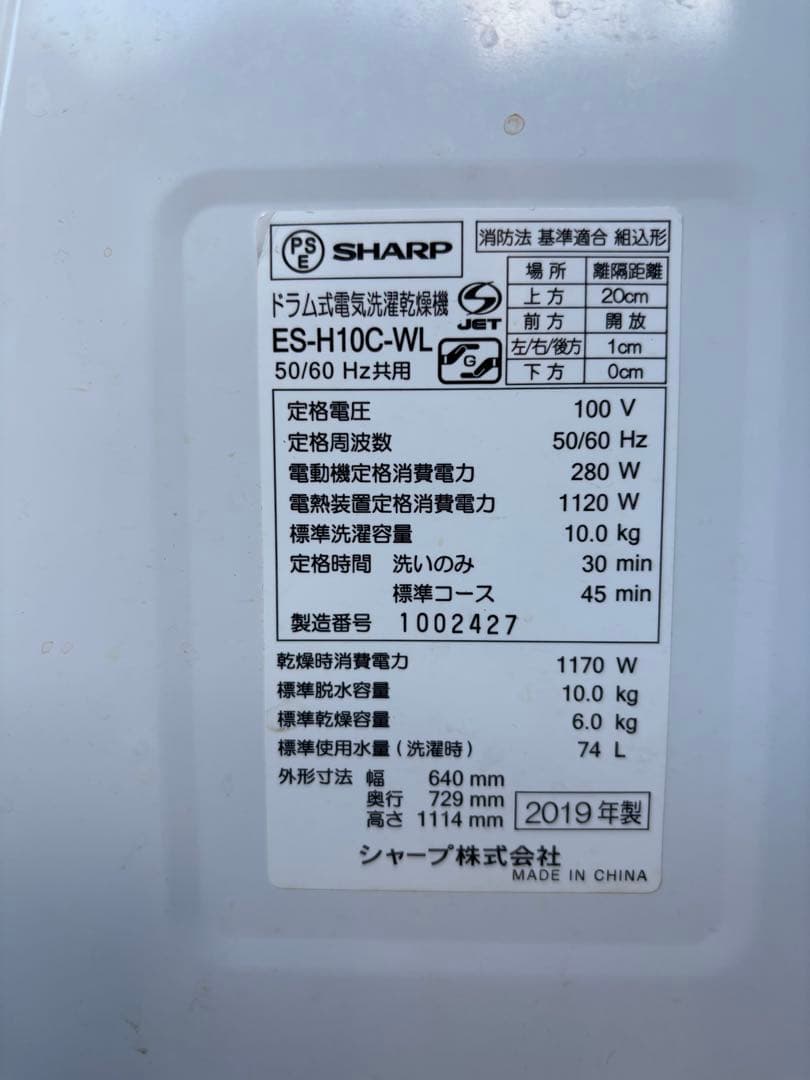 PS
E
SHARP
消防法 基準適合 組込形
場所 離隔距離
上方 20cm
前方 開放
左/右/後方 1cm
下方 0cm
ドラム式電気洗濯乾燥機
S
JET
ES-H10C-WL
G
50/60 Hz共用
定格電圧 100 V
定格周波数 50/60 Hz
電動機定格消費電力 280 W
電熱装置定格消費電力 1120 W
標準洗濯容量 10.0 kg
定格時間 洗いのみ 30 min
標準コース 45 min
製造番号 1002427
乾燥時消費電力 1170 W
標準脱水容量 10.0 kg
標準乾燥容量 6.0 kg
標準使用水量(洗濯時) 74 L
外形寸法 幅 640 mm
奥行 729 mm
高さ 1114 mm
2019年製
シャープ株式会社
MADE IN CHINA